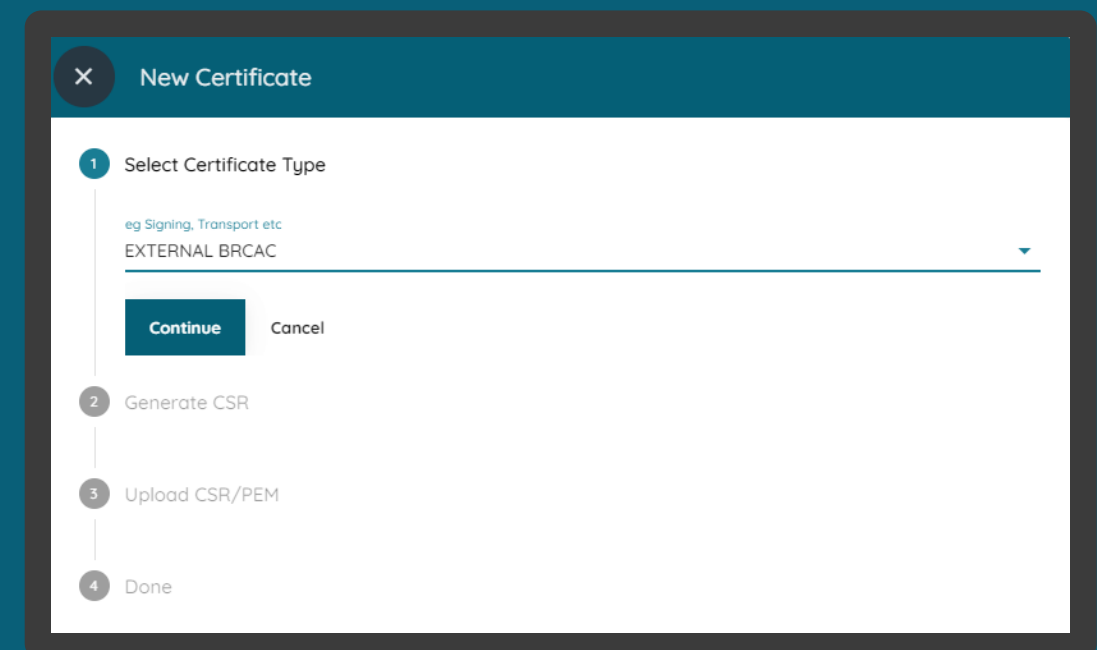 New Certificate
1 Select Certificate Type
eg Signing, Transport etc
EXTERNAL BRCAC
Continue Cancel
2 Generate CSR
3 Upload CSR/PEM
4 Done